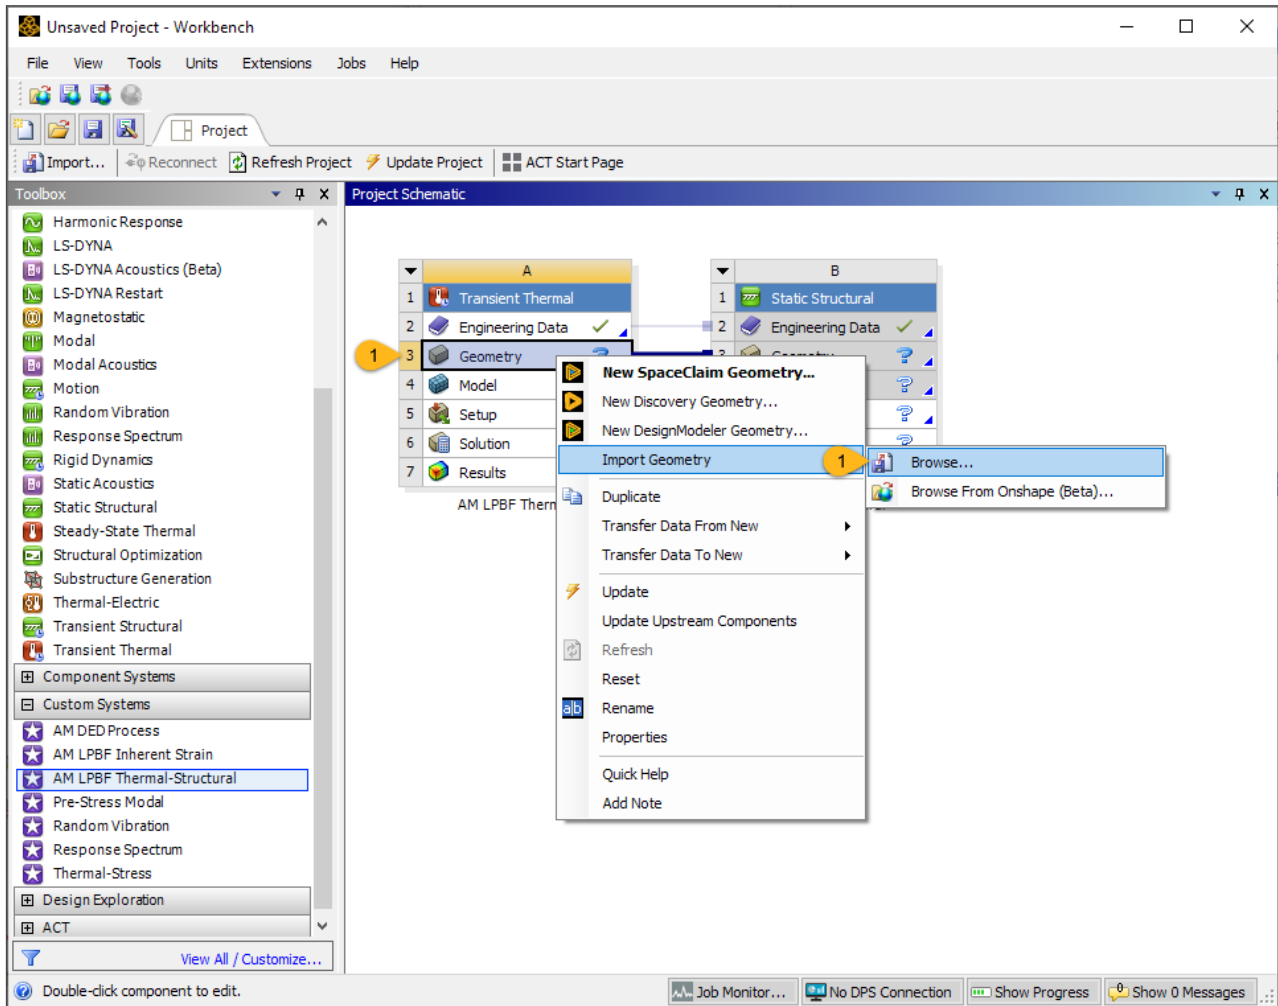 Unsaved Project - Workbench
File View Tools Units Extensions Jobs Help
Project
Import... Reconnect Refresh Project Update Project ACT Start Page
Toolbox
Harmonic Response
LS-DYNA
LS-DYNA Acoustics (Beta)
LS-DYNA Restart
Magnetostatic
Modal
Modal Acoustics
Motion
Random Vibration
Response Spectrum
Rigid Dynamics
Static Acoustics
Static Structural
Steady-State Thermal
Structural Optimization
Substructure Generation
Thermal-Electric
Transient Structural
Transient Thermal
Component Systems
Custom Systems
AM DED Process
AM LPBF Inherent Strain
AM LPBF Thermal-Structural
Pre-Stress Modal
Random Vibration
Response Spectrum
Thermal-Stress
Design Exploration
ACT
View All / Customize...
Project Schematic
A
1 Transient Thermal
2 Engineering Data
1
3 Geometry
4 Model
5 Setup
6 Solution
7 Results
AM LPBF Therm
B
1 Static Structural
2 Engineering Data
New SpaceClaim Geometry...
New Discovery Geometry...
New DesignModeler Geometry...
Import Geometry
1
Browse...
Browse From Onshape (Beta)...
Duplicate
Transfer Data From New
Transfer Data To New
Update
Update Upstream Components
Refresh
Reset
a|b Rename
Properties
Quick Help
Add Note
Double-click component to edit.
Job Monitor... No DPS Connection Show Progress 0 Show 0 Messages